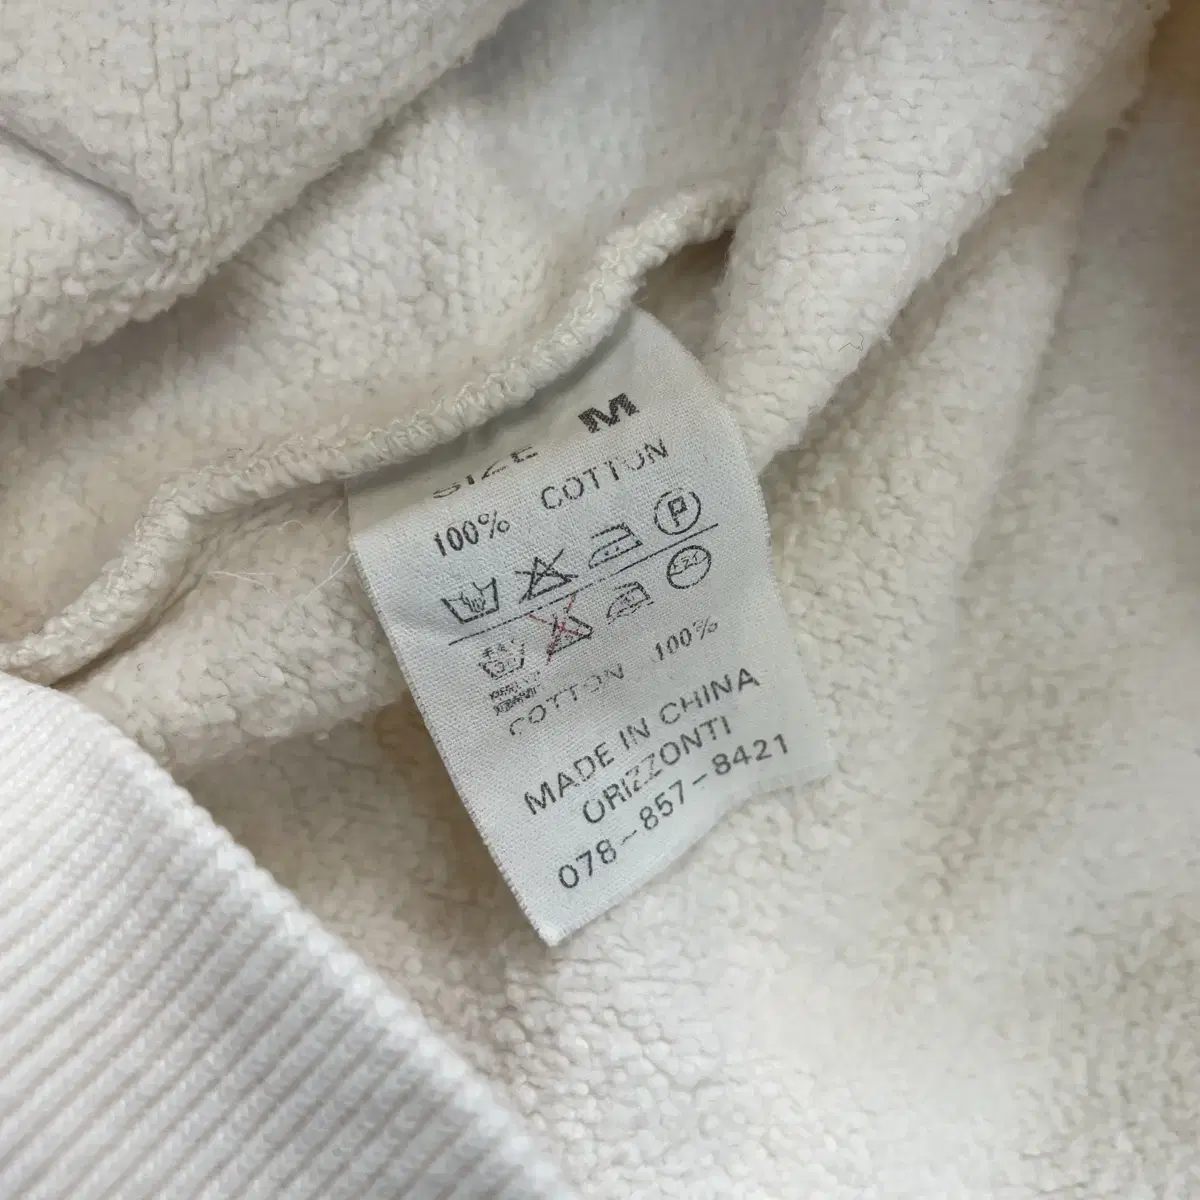 SIZE M
100% COTTON
P
COTTON 100%
MADE IN CHINA
ORIZZONTI
078-857-8421